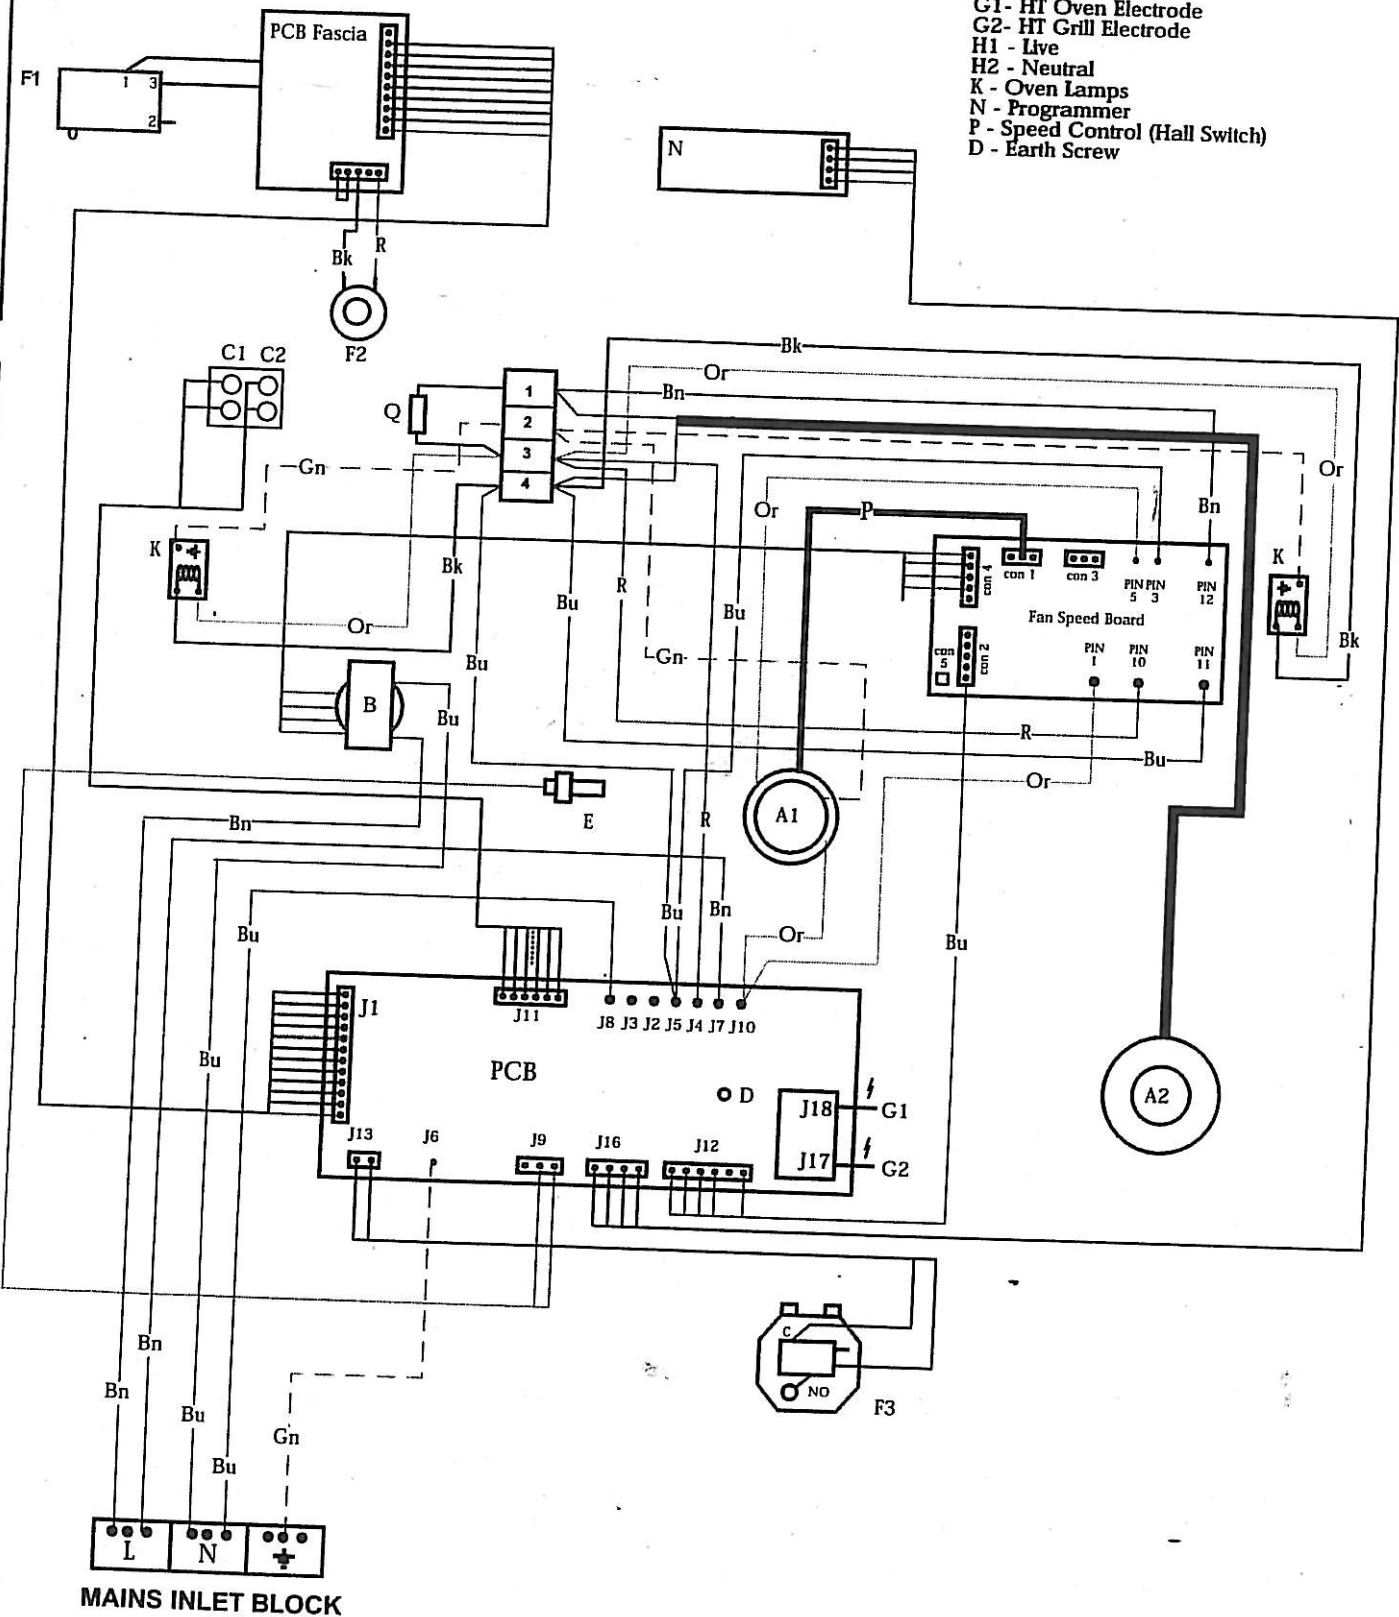 G1- HT Oven Electrode
G2- HT Grill Electrode
H1 - Live
H2 - Neutral
K - Oven Lamps
N - Programmer
P - Speed Control (Hall Switch)
D - Earth Screw
PCB Fascia
F1
1 3
2
0
N
Bk
R
F2
C1 C2
Q
1
2
3
4
Bk
Or
Bn
Gn
Or
Or
P
Bn
K
Bk
Bu
R
Bu
con 4
con 1
con 3
PIN 5
PIN 3
PIN 12
K
Fan Speed Board
Or
Bu
Gn
con 5
con 2
PIN 1
PIN 10
PIN 11
Bk
B
Bu
R
Bu
Or
E
A1
Bn
R
Bu
Bn
Or
Bu
Bu
J1
J11
J8 J3 J2 J5 J4 J7 J10
Bu
PCB
D
A2
J18
G1
J17
G2
J13
J6
J9
J16
J12
Bn
Bn
Bu
Gn
Bu
C
NO
F3
L
N
MAINS INLET BLOCK